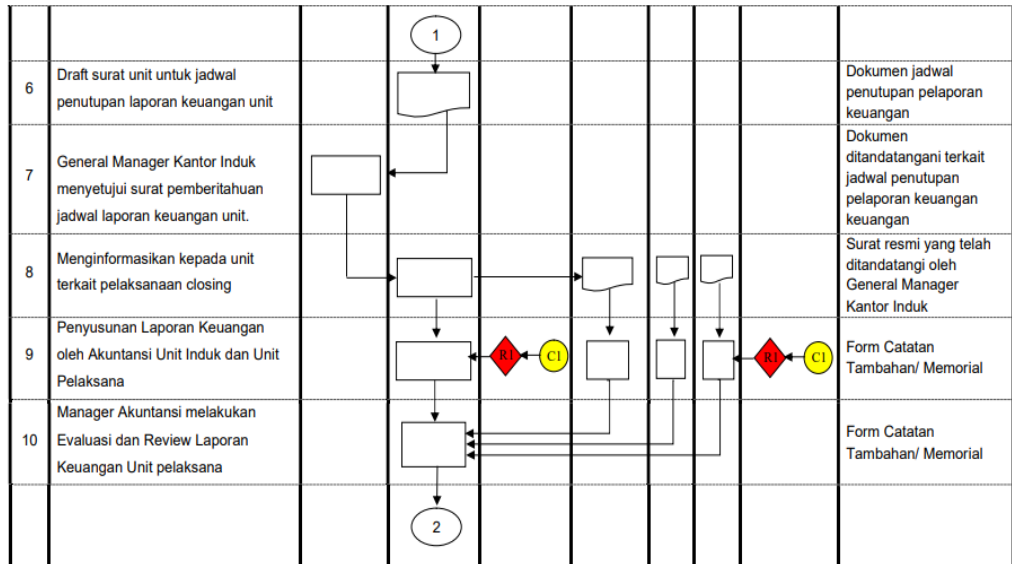 1
6
Draft surat unit untuk jadwal
penutupan laporan keuangan unit
Dokumen jadwal
penutupan pelaporan
keuangan
7
General Manager Kantor Induk
menyetujui surat pemberitahuan
jadwal laporan keuangan unit.
Dokumen
ditandatangani terkait
jadwal penutupan
pelaporan keuangan
keuangan
8
Menginformasikan kepada unit
terkait pelaksanaan closing
Surat resmi yang telah
ditandatangi oleh
General Manager
Kantor Induk
9
Penyusunan Laporan Keuangan
oleh Akuntansi Unit Induk dan Unit
Pelaksana
R1
C1
R1
C1
Form Catatan
Tambahan/ Memorial
10
Manager Akuntansi melakukan
Evaluasi dan Review Laporan
Keuangan Unit pelaksana
Form Catatan
Tambahan/ Memorial
2